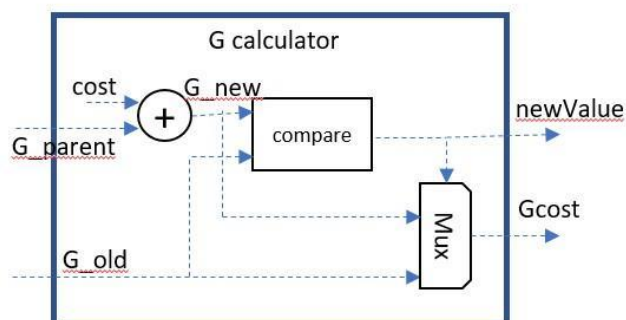 G calculator
cost
G_new
+
compare
newValue
G_parent
Mux
Gcost
G_old